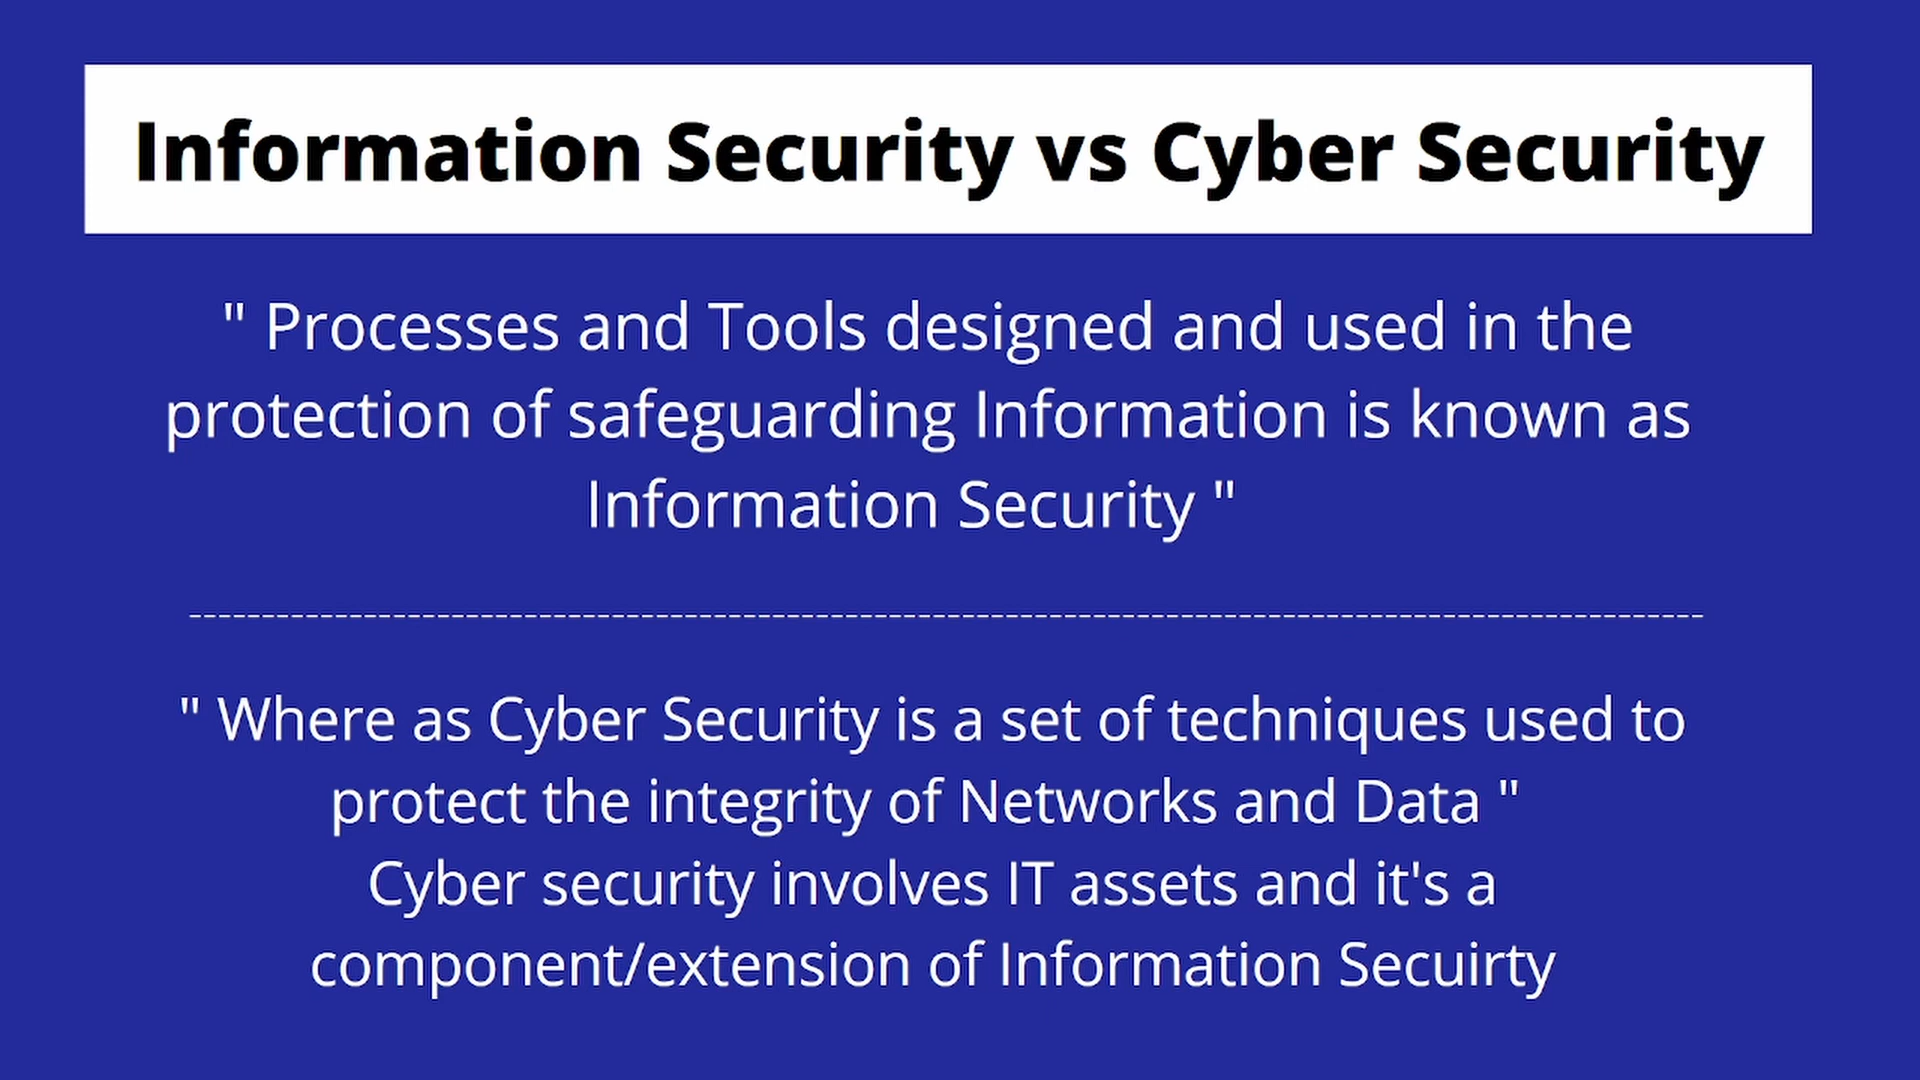 Information Security vs Cyber Security
" Processes and Tools designed and used in the
protection of safeguarding Information is known as
Information Security "
--------------------------------------------------------------------------------------------------------
" Where as Cyber Security is a set of techniques used to
protect the integrity of Networks and Data "
Cyber security involves IT assets and it's a
component/extension of Information Secuirty